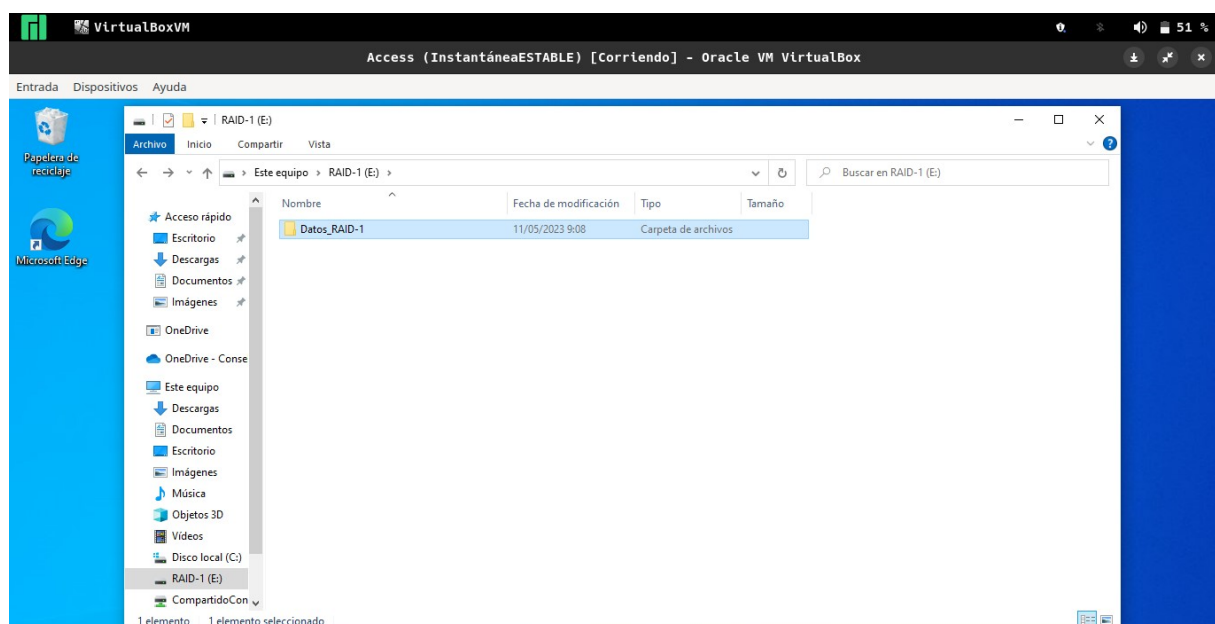 VirtualBoxVM
51 %
Access (InstantáneaESTABLE) [Corriendo] - Oracle VM VirtualBox
Entrada Dispositivos Ayuda
Papelera de
reciclaje
Microsoft Edge
RAID-1 (E:)
Archivo Inicio Compartir Vista
Este equipo RAID-1 (E:)
Buscar en RAID-1 (E:)
Nombre Fecha de modificación Tipo Tamaño
Datos_RAID-1 11/05/2023 9:08 Carpeta de archivos
Acceso rápido
Escritorio
Descargas
Documentos
Imágenes
OneDrive
OneDrive - Conse
Este equipo
Descargas
Documentos
Escritorio
Imágenes
Música
Objetos 3D
Vídeos
Disco local (C:)
RAID-1 (E:)
CompartidoCon
1 elemento 1 elemento seleccionado